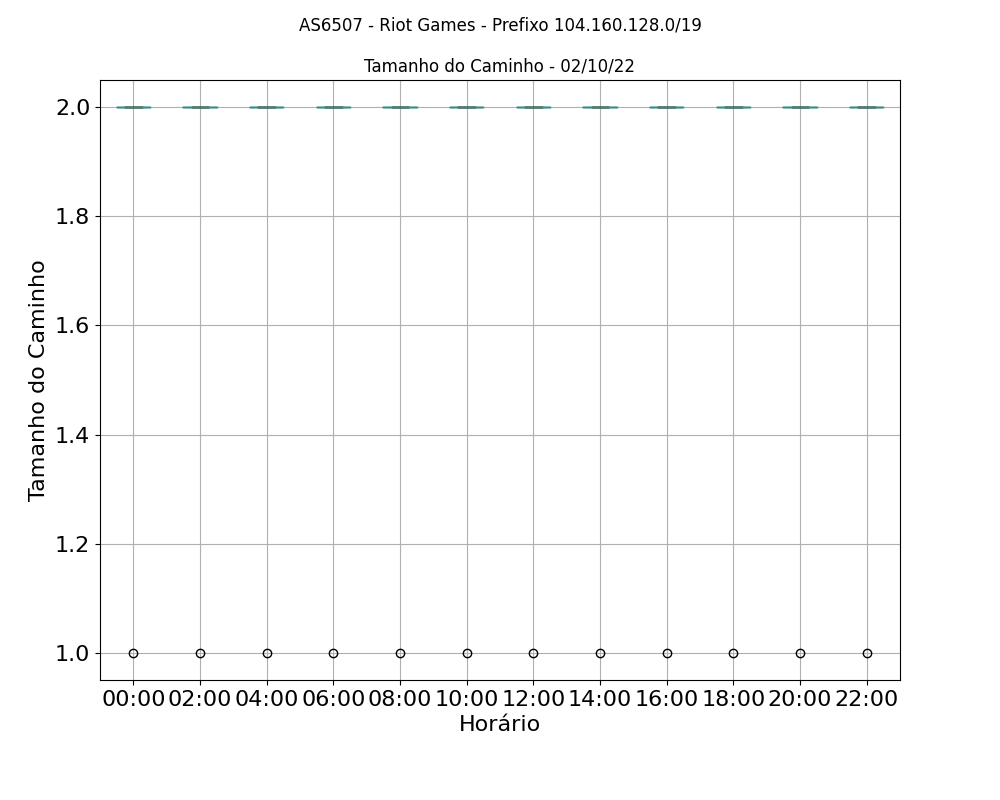 AS6507 - Riot Games - Prefixo 104.160.128.0/19
Tamanho do Caminho - 02/10/22
2.0
1.8
1.6
1.4
1.2
1.0
Tamanho do Caminho
00:00 02:00 04:00 06:00 08:00 10:00 12:00 14:00 16:00 18:00 20:00 22:00
Horário